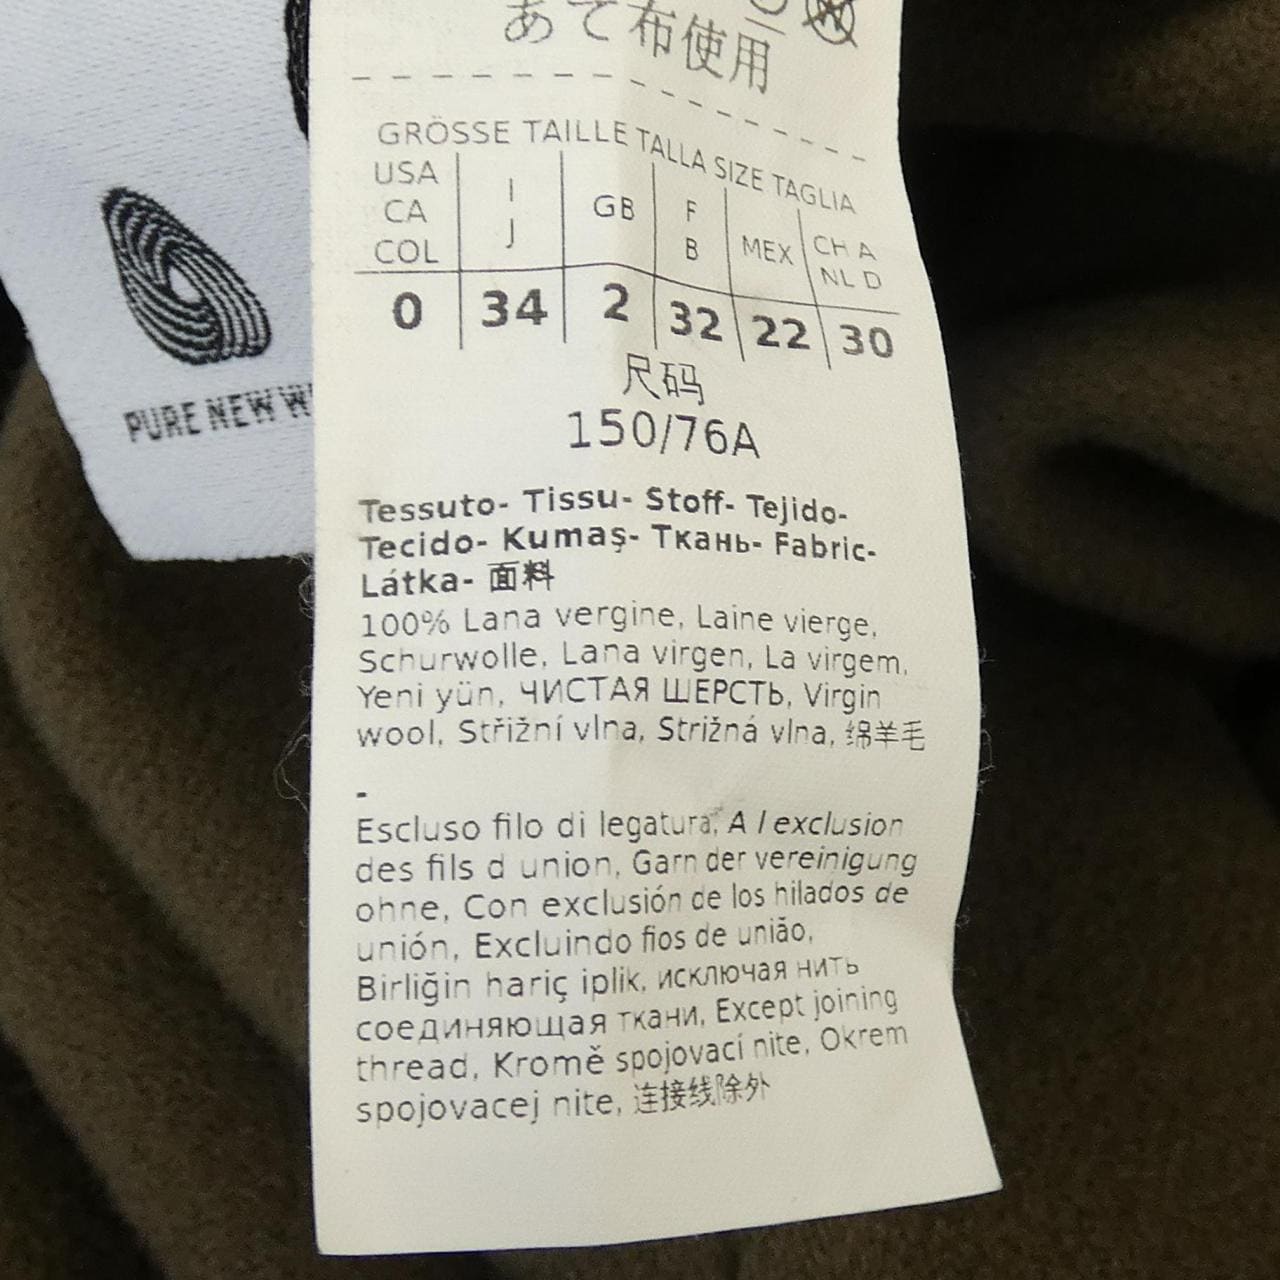 あて布使用
GRÖSSE TAILLE TALLA SIZE TAGLIA
USA CA COL I J GB F B MEX CH A NL D
0 34 2 32 22 30
尺码
150/76A
Tessuto- Tissu- Stoff- Tejido-
Tecido- Kumaş- Ткань- Fabric-
Látka- 面料
100% Lana vergine, Laine vierge,
Schurwolle, Lana virgen, La virgem,
Yeni yün, ЧИСТАЯ ШЕРСТЬ, Virgin
wool, Střižní vlna, Strižná vlna, 绵羊毛
-
Escluso filo di legatura, A l exclusion
des fils d union, Garn der vereinigung
ohne, Con exclusión de los hilados de
unión, Excluindo fios de união,
Birliğin hariç iplik, исключая нить
соединяющая ткани, Except joining
thread, Kromě spojovací nite, Okrem
spojovacej nite, 连接线除外
PURE NEW